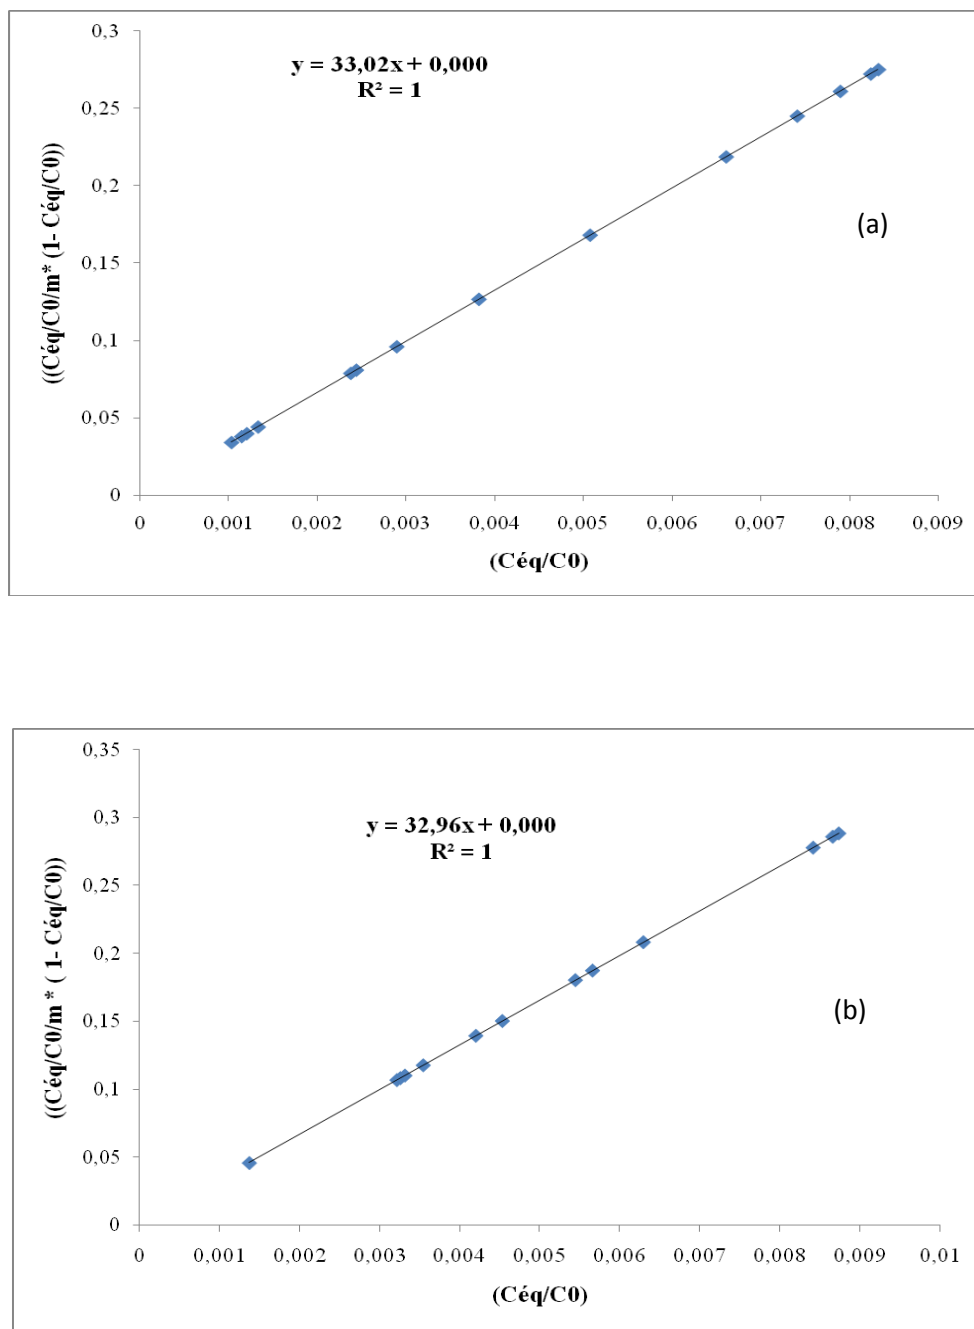 0,3
y = 33,02x + 0,000
R² = 1
0,25
0,2
(a)
0,15
0,1
0,05
0
((Céq/C0/m* (1- Céq/C0))
0 0,001 0,002 0,003 0,004 0,005 0,006 0,007 0,008 0,009
(Céq/C0)
0,35
0,3
y = 32,96x + 0,000
R² = 1
0,25
0,2
0,15
(b)
0,1
0,05
0
((Céq/C0/m * ( 1- Céq/C0))
0 0,001 0,002 0,003 0,004 0,005 0,006 0,007 0,008 0,009 0,01
(Céq/C0)